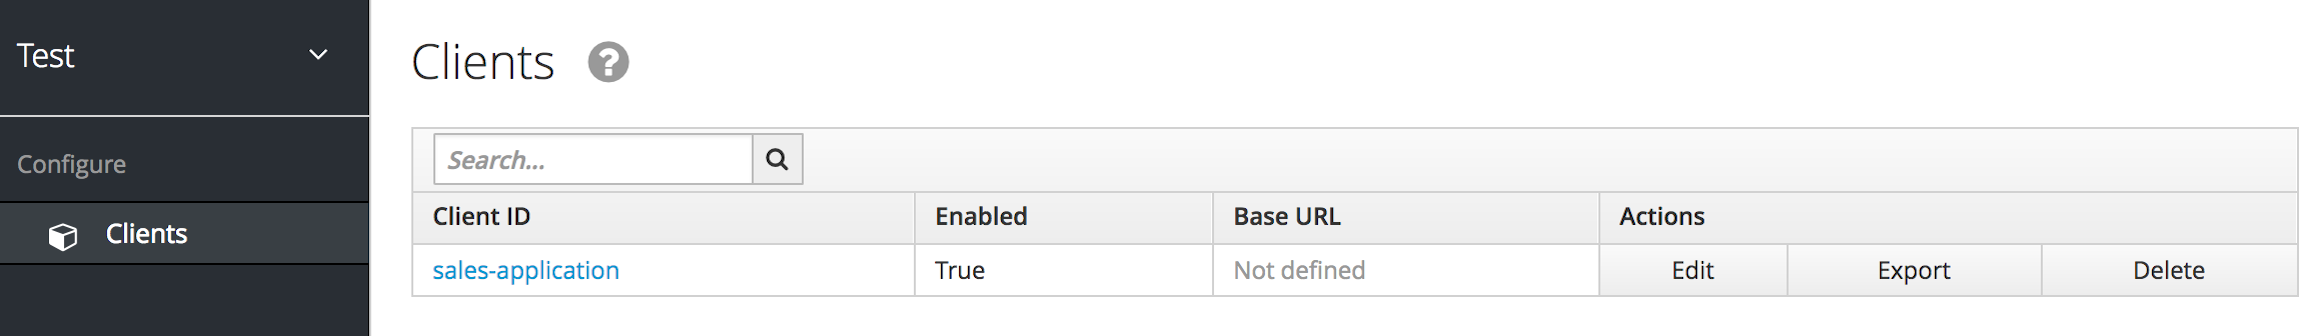 Test
Configure
Clients
Clients ?
Search...
Client ID Enabled Base URL Actions
sales-application True Not defined Edit Export Delete